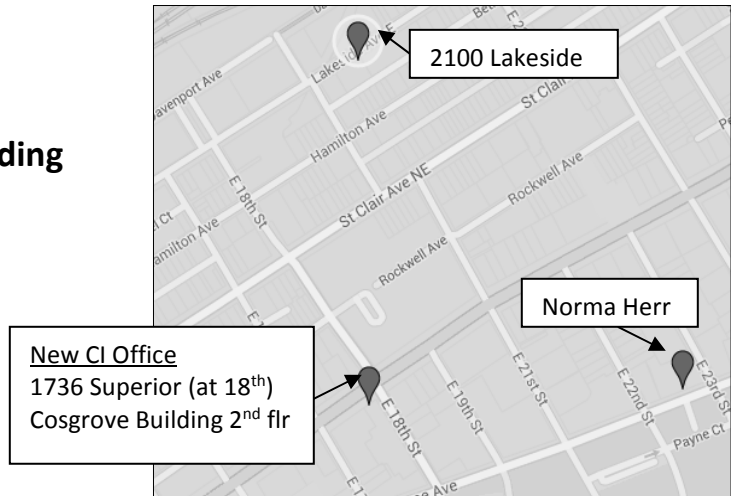 2100 Lakeside
Lakeside Ave E
Davenport Ave
St Clair
Hamilton Ave
ding
E 18th St
Rockwell Ave
St Clair Ave NE
Hamilton Ave
Rockwell Ave
Norma Herr
New CI Office
1736 Superior (at 18th)
Cosgrove Building 2nd flr
E 21st St
E 22nd St
E 23rd St
E 19th St
E 18th St
Payne Ct
ne Ave